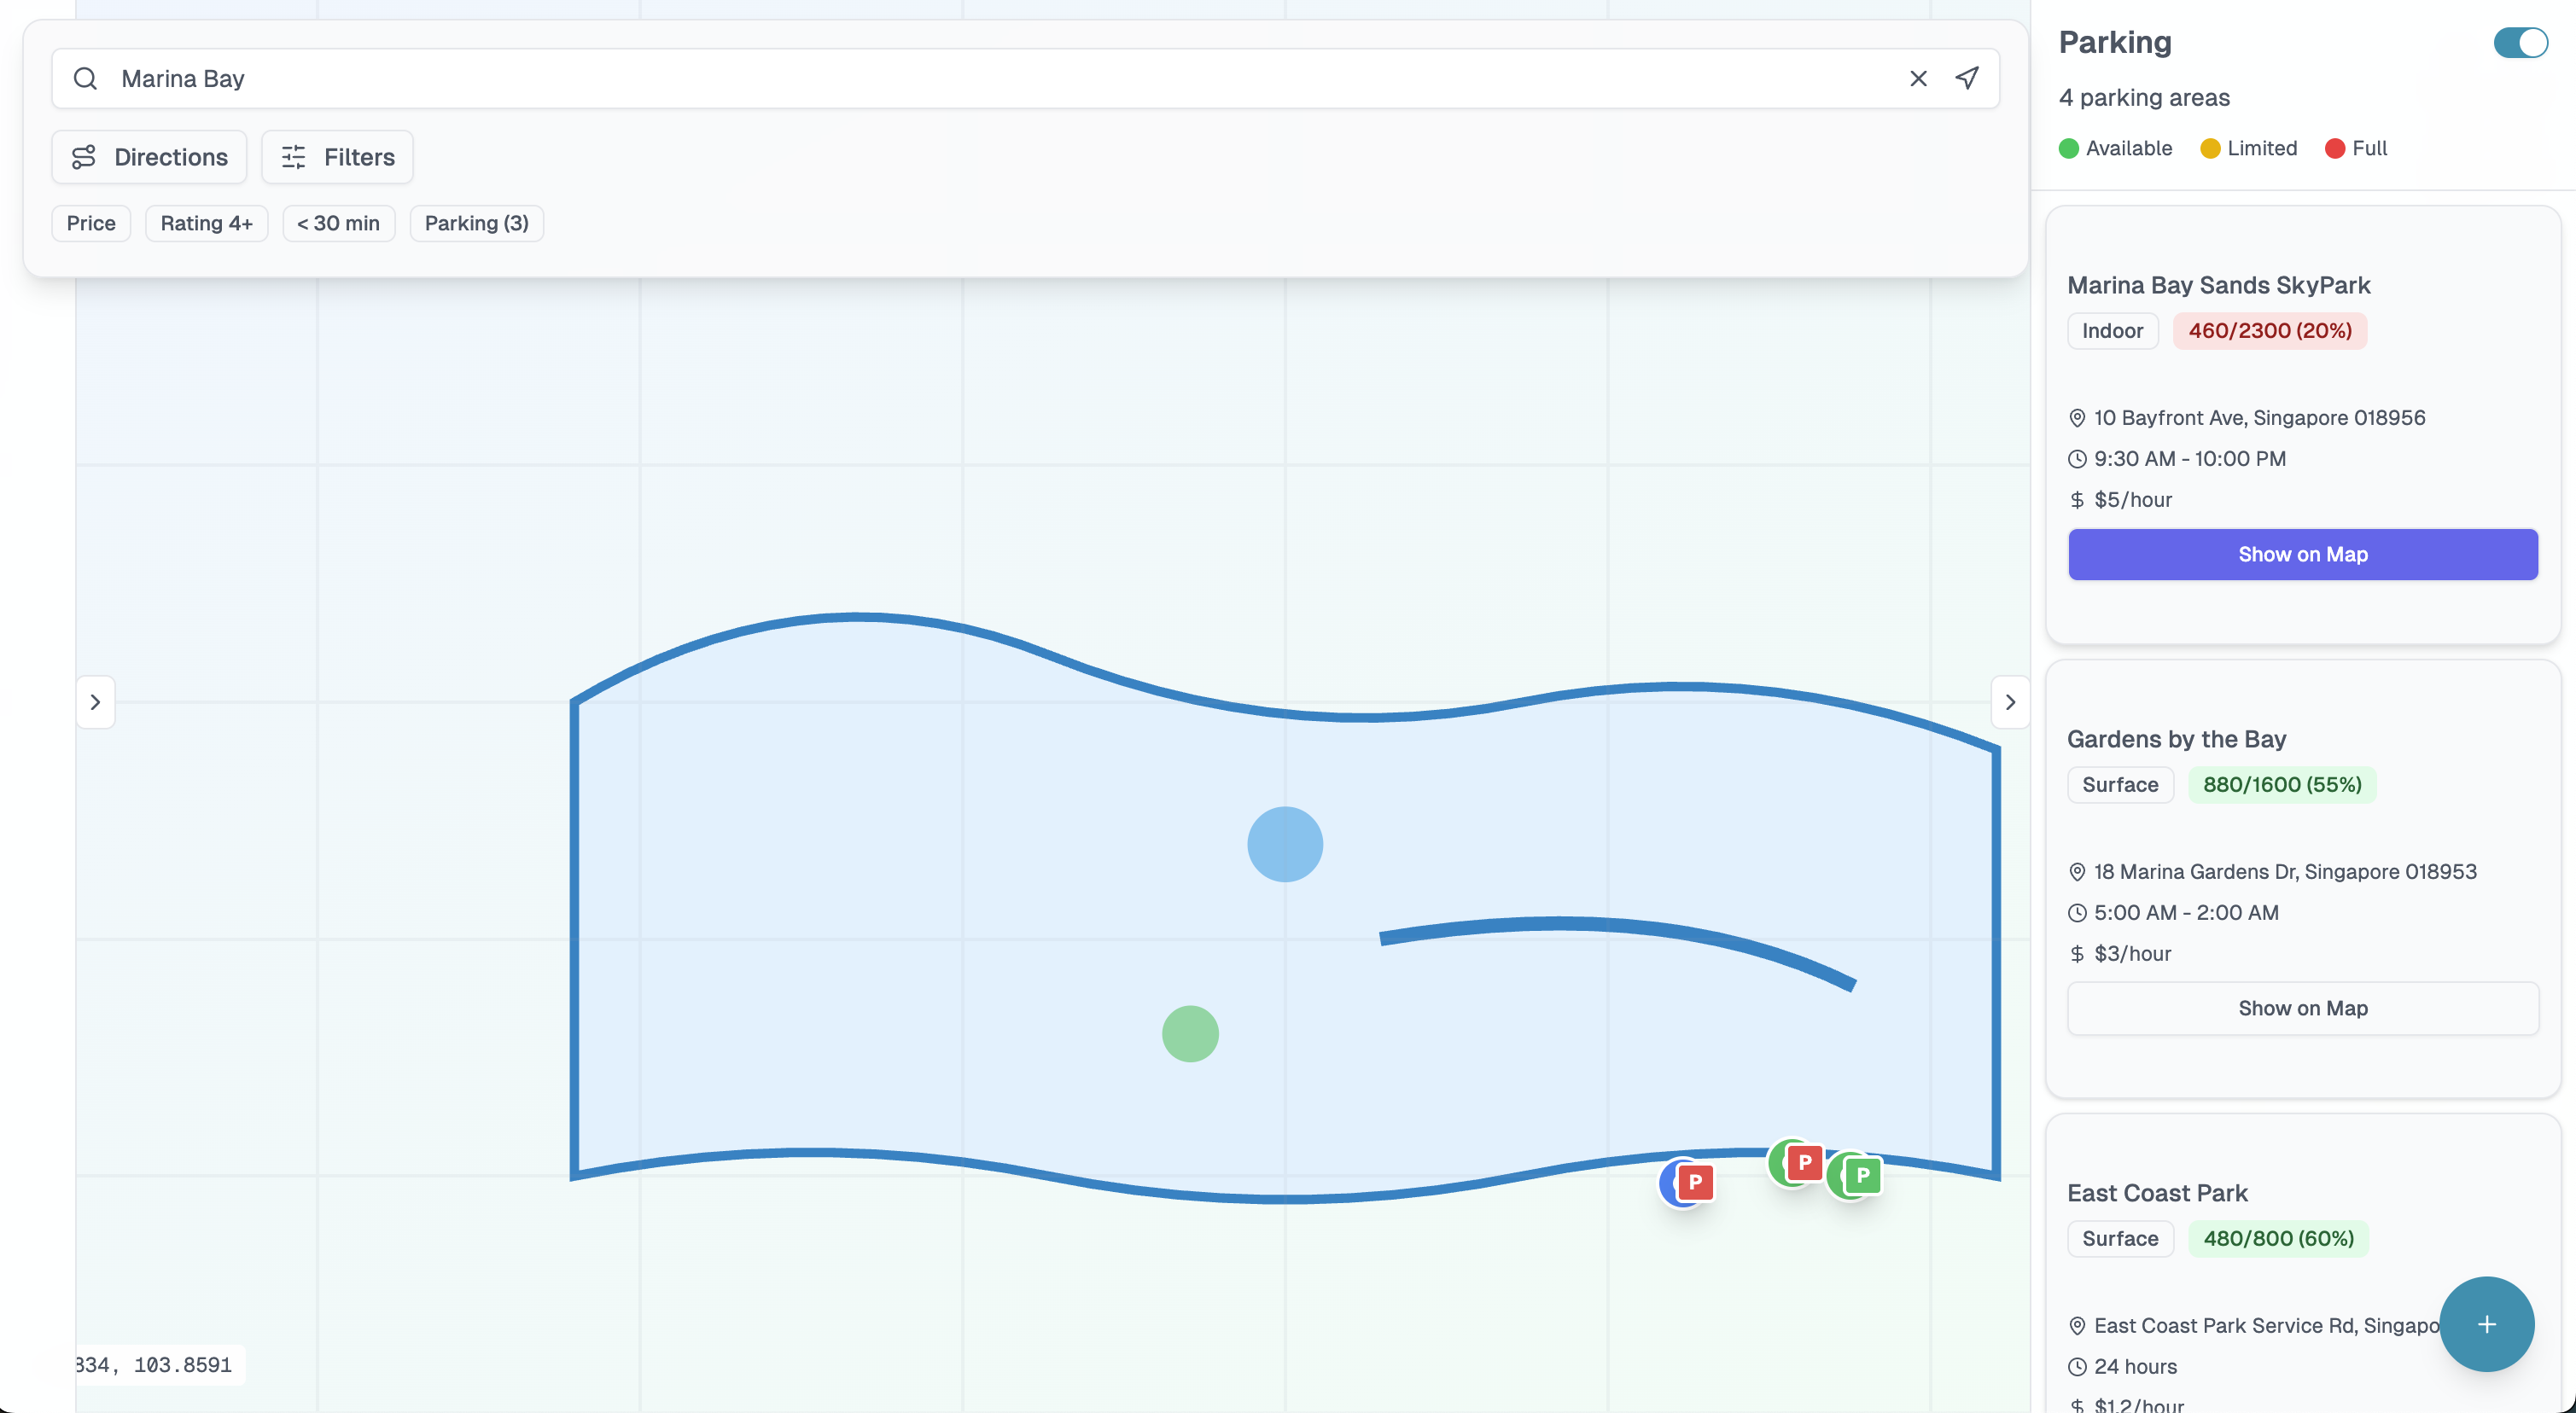 Marina Bay
Directions
Filters
Price
Rating 4+
< 30 min
Parking (3)
834, 103.8591
P
P
P
Parking
4 parking areas
Available
Limited
Full
Marina Bay Sands SkyPark
Indoor
460/2300 (20%)
10 Bayfront Ave, Singapore 018956
9:30 AM - 10:00 PM
$ $5/hour
Show on Map
Gardens by the Bay
Surface
880/1600 (55%)
18 Marina Gardens Dr, Singapore 018953
5:00 AM - 2:00 AM
$ $3/hour
Show on Map
East Coast Park
Surface
480/800 (60%)
East Coast Park Service Rd, Singapo
24 hours
$ $1.2/hour